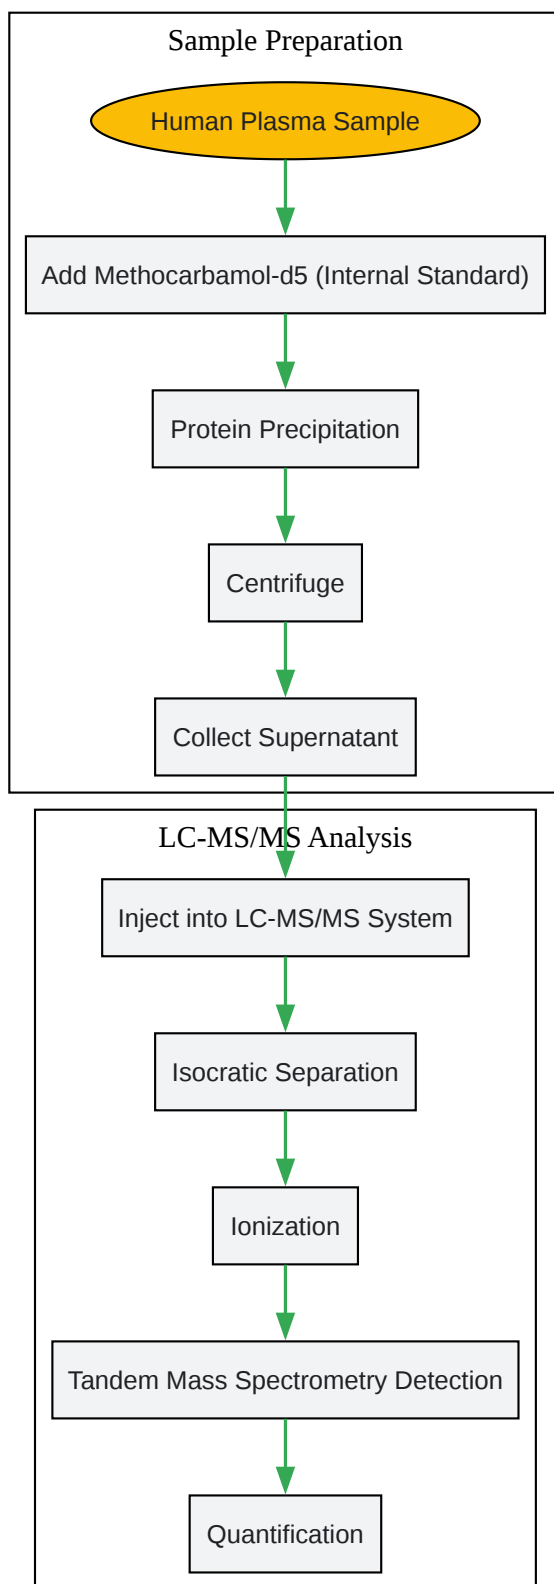 Sample Preparation
Human Plasma Sample
Add Methocarbamol-d5 (Internal Standard)
Protein Precipitation
Centrifuge
Collect Supernatant
LC-MS/MS Analysis
Inject into LC-MS/MS System
Isocratic Separation
Ionization
Tandem Mass Spectrometry Detection
Quantification